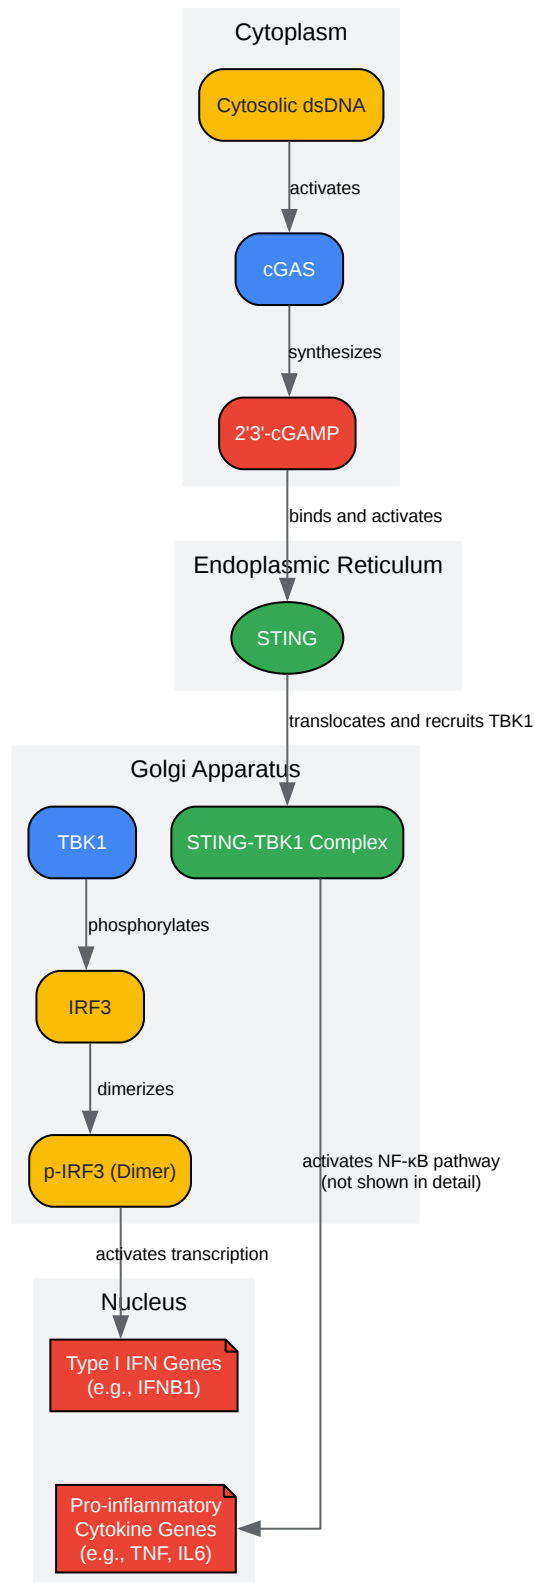 Cytoplasm
Cytosolic dsDNA
activates
cGAS
synthesizes
2'3'-cGAMP
binds and activates
Endoplasmic Reticulum
STING
translocates and recruits TBK1
Golgi Apparatus
TBK1
STING-TBK1 Complex
phosphorylates
IRF3
dimerizes
p-IRF3 (Dimer)
activates NF-κB pathway
(not shown in detail)
activates transcription
Nucleus
Type I IFN Genes
(e.g., IFNB1)
Pro-inflammatory
Cytokine Genes
(e.g., TNF, IL6)